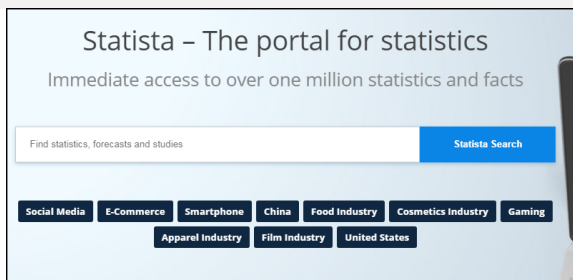 Statista – The portal for statistics
Immediate access to over one million statistics and facts
Find statistics, forecasts and studies Statista Search
Social Media E-Commerce Smartphone China Food Industry Cosmetics Industry Gaming
Apparel Industry Film Industry United States